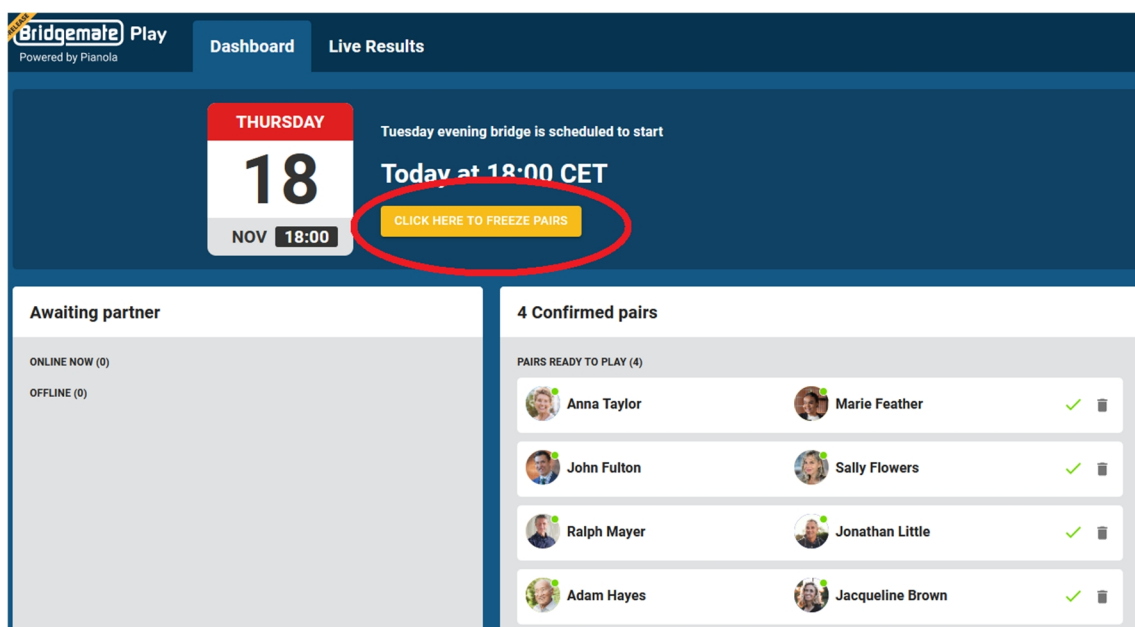 RELEASE
Bridgemate Play
Powered by Pianola
Dashboard
Live Results
THURSDAY
18
NOV 18:00
Tuesday evening bridge is scheduled to start
Today at 18:00 CET
CLICK HERE TO FREEZE PAIRS
Awaiting partner
ONLINE NOW (0)
OFFLINE (0)
4 Confirmed pairs
PAIRS READY TO PLAY (4)
Anna Taylor Marie Feather
John Fulton Sally Flowers
Ralph Mayer Jonathan Little
Adam Hayes Jacqueline Brown